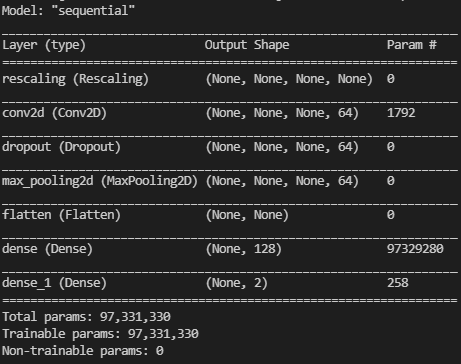 Model: "sequential"
Layer (type) Output Shape Param #
rescaling (Rescaling) (None, None, None, None) 0
conv2d (Conv2D) (None, None, None, 64) 1792
dropout (Dropout) (None, None, None, 64) 0
max_pooling2d (MaxPooling2D) (None, None, None, 64) 0
flatten (Flatten) (None, None) 0
dense (Dense) (None, 128) 97329280
dense_1 (Dense) (None, 2) 258
Total params: 97,331,330
Trainable params: 97,331,330
Non-trainable params: 0